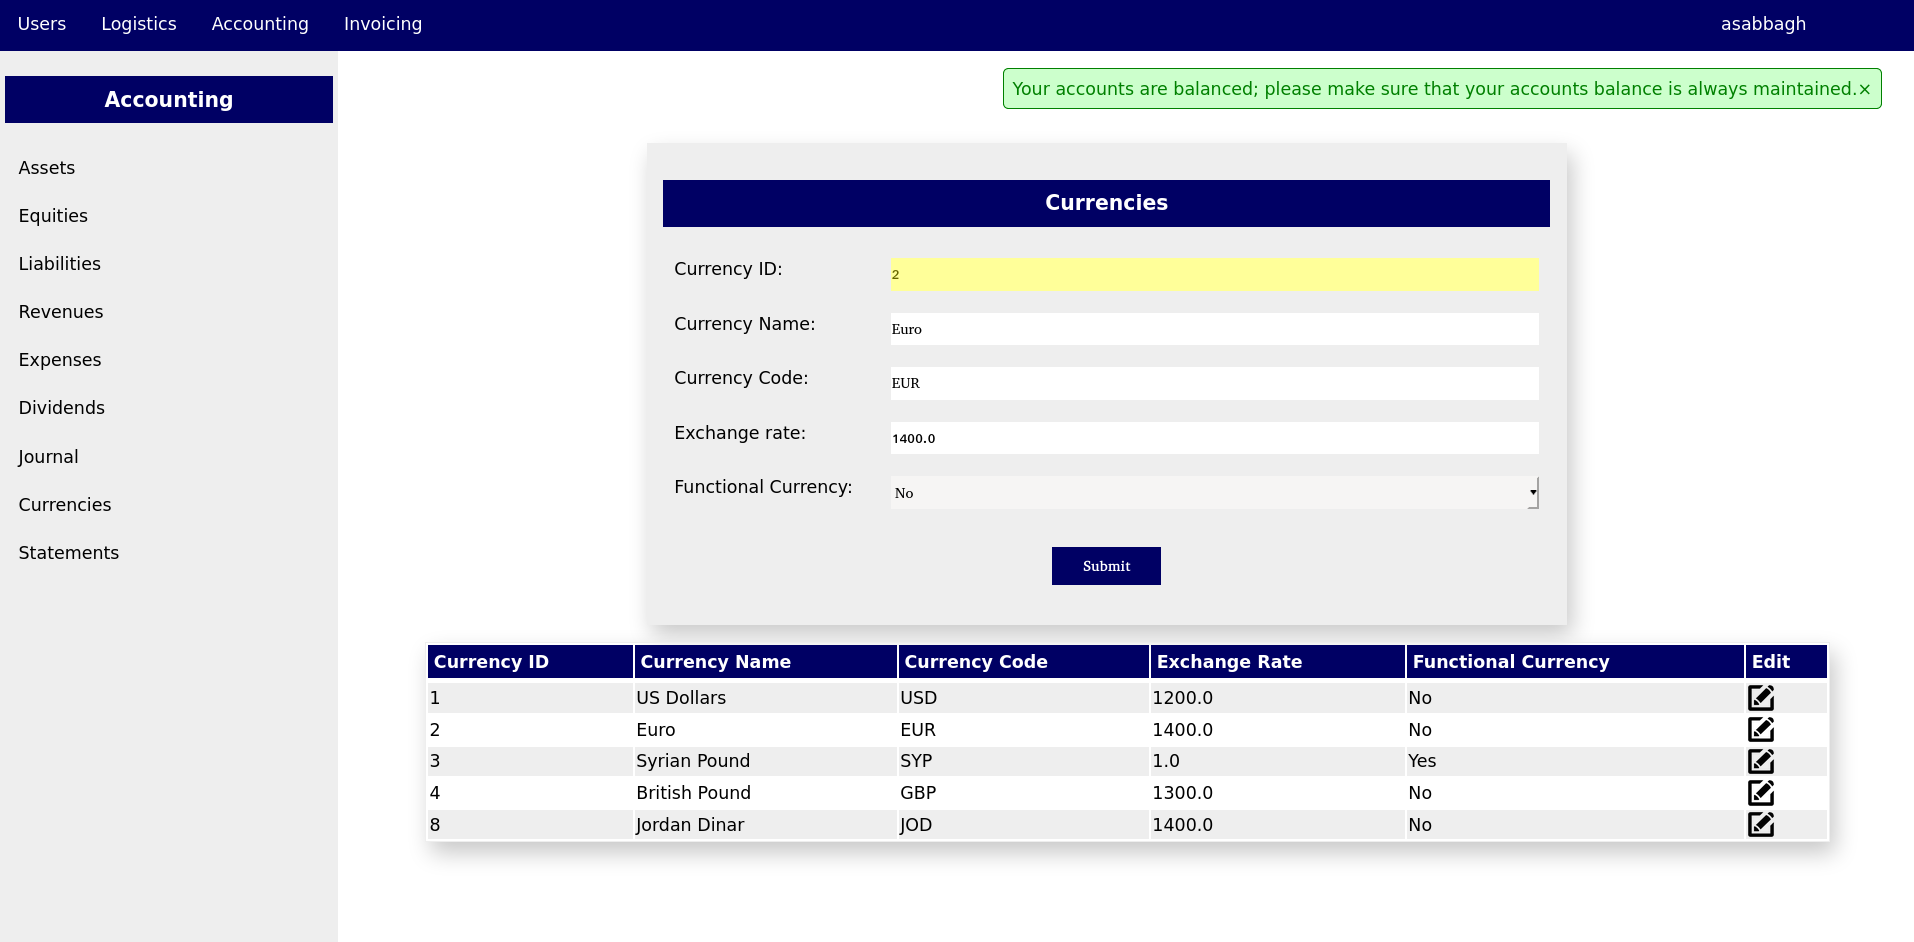 Users Logistics Accounting Invoicing asabbagh
Your accounts are balanced; please make sure that your accounts balance is always maintained.×
Accounting
Assets
Equities
Liabilities
Revenues
Expenses
Dividends
Journal
Currencies
Statements
Currencies
Currency ID: 2
Currency Name: Euro
Currency Code: EUR
Exchange rate: 1400.0
Functional Currency: No
Submit
Currency ID Currency Name Currency Code Exchange Rate Functional Currency Edit
1 US Dollars USD 1200.0 No
2 Euro EUR 1400.0 No
3 Syrian Pound SYP 1.0 Yes
4 British Pound GBP 1300.0 No
8 Jordan Dinar JOD 1400.0 No